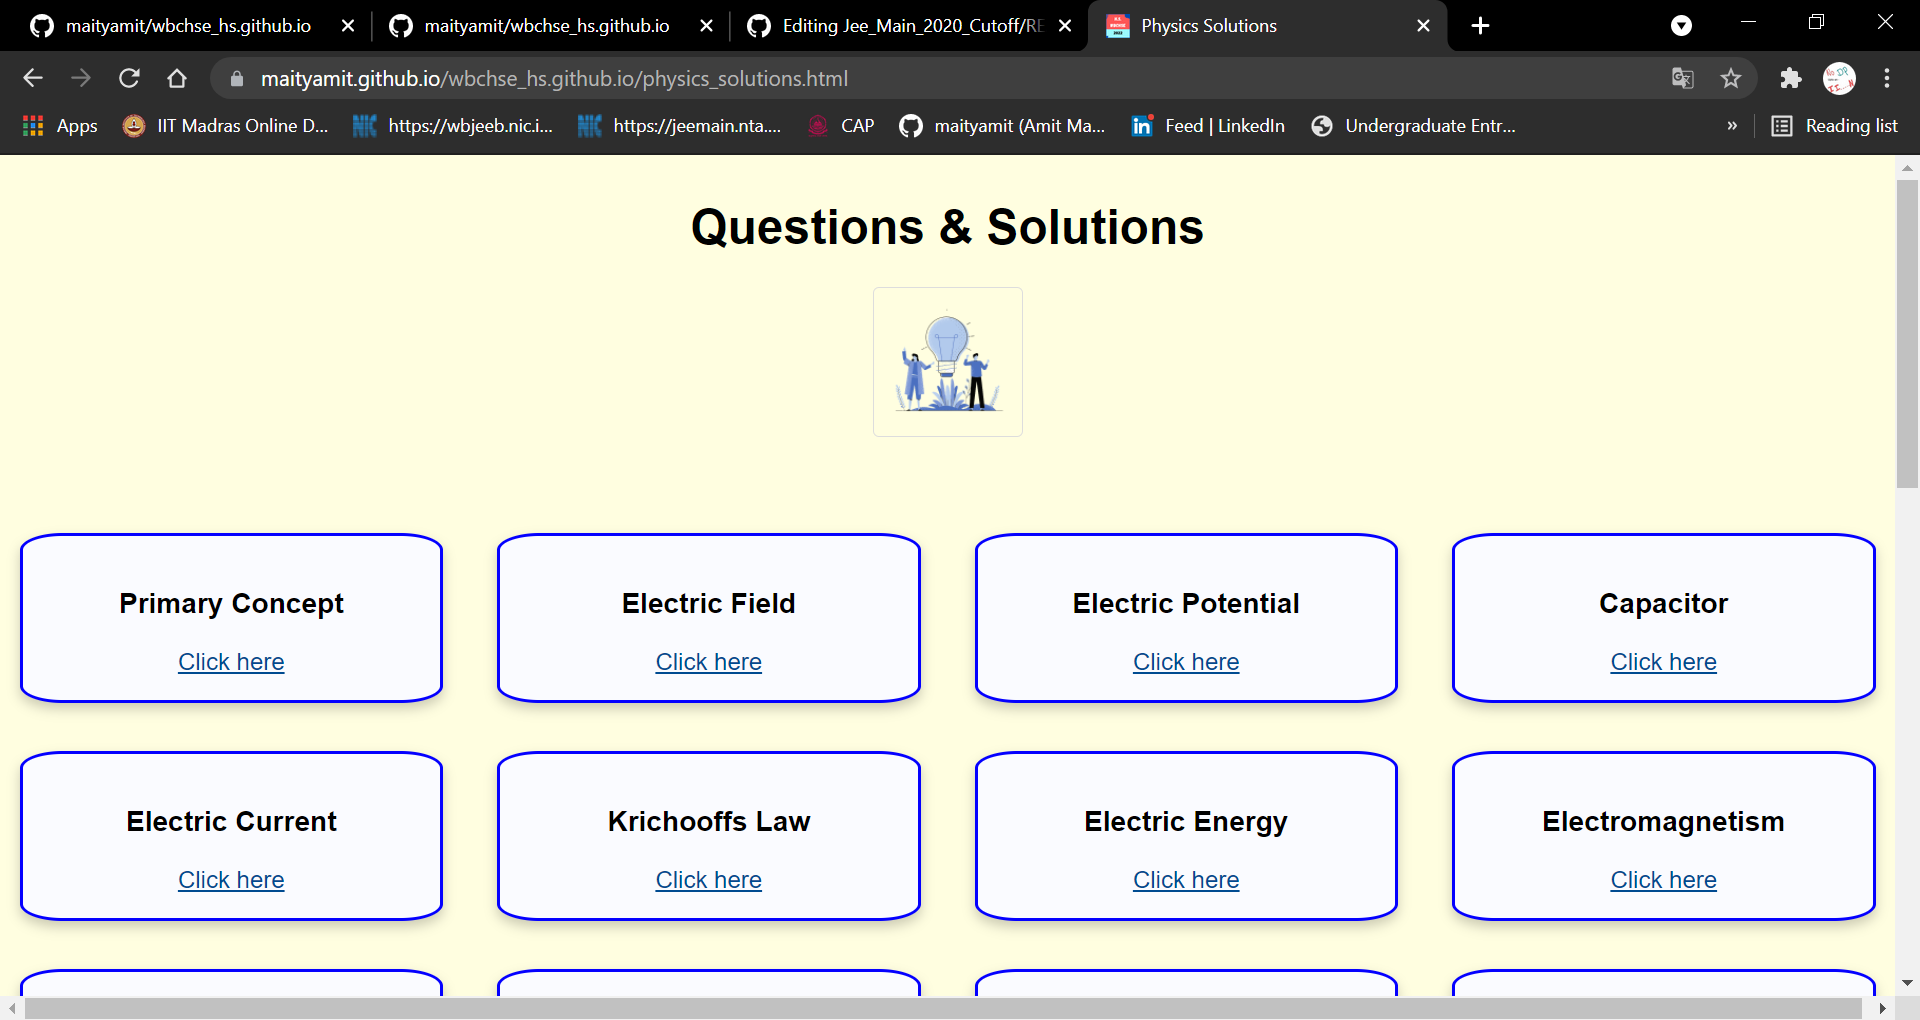 maityamit/wbchse_hs.github.io
maityamit/wbchse_hs.github.io
Editing Jee_Main_2020_Cutoff/RE
Physics Solutions
maityamit.github.io/wbchse_hs.github.io/physics_solutions.html
Apps
IIT Madras Online D...
https://wbjeeb.nic.i...
https://jeemain.nta....
CAP
maityamit (Amit Ma...
Feed | LinkedIn
Undergraduate Entr...
»
Reading list
Questions & Solutions
Primary Concept
Click here
Electric Field
Click here
Electric Potential
Click here
Capacitor
Click here
Electric Current
Click here
Krichooffs Law
Click here
Electric Energy
Click here
Electromagnetism
Click here